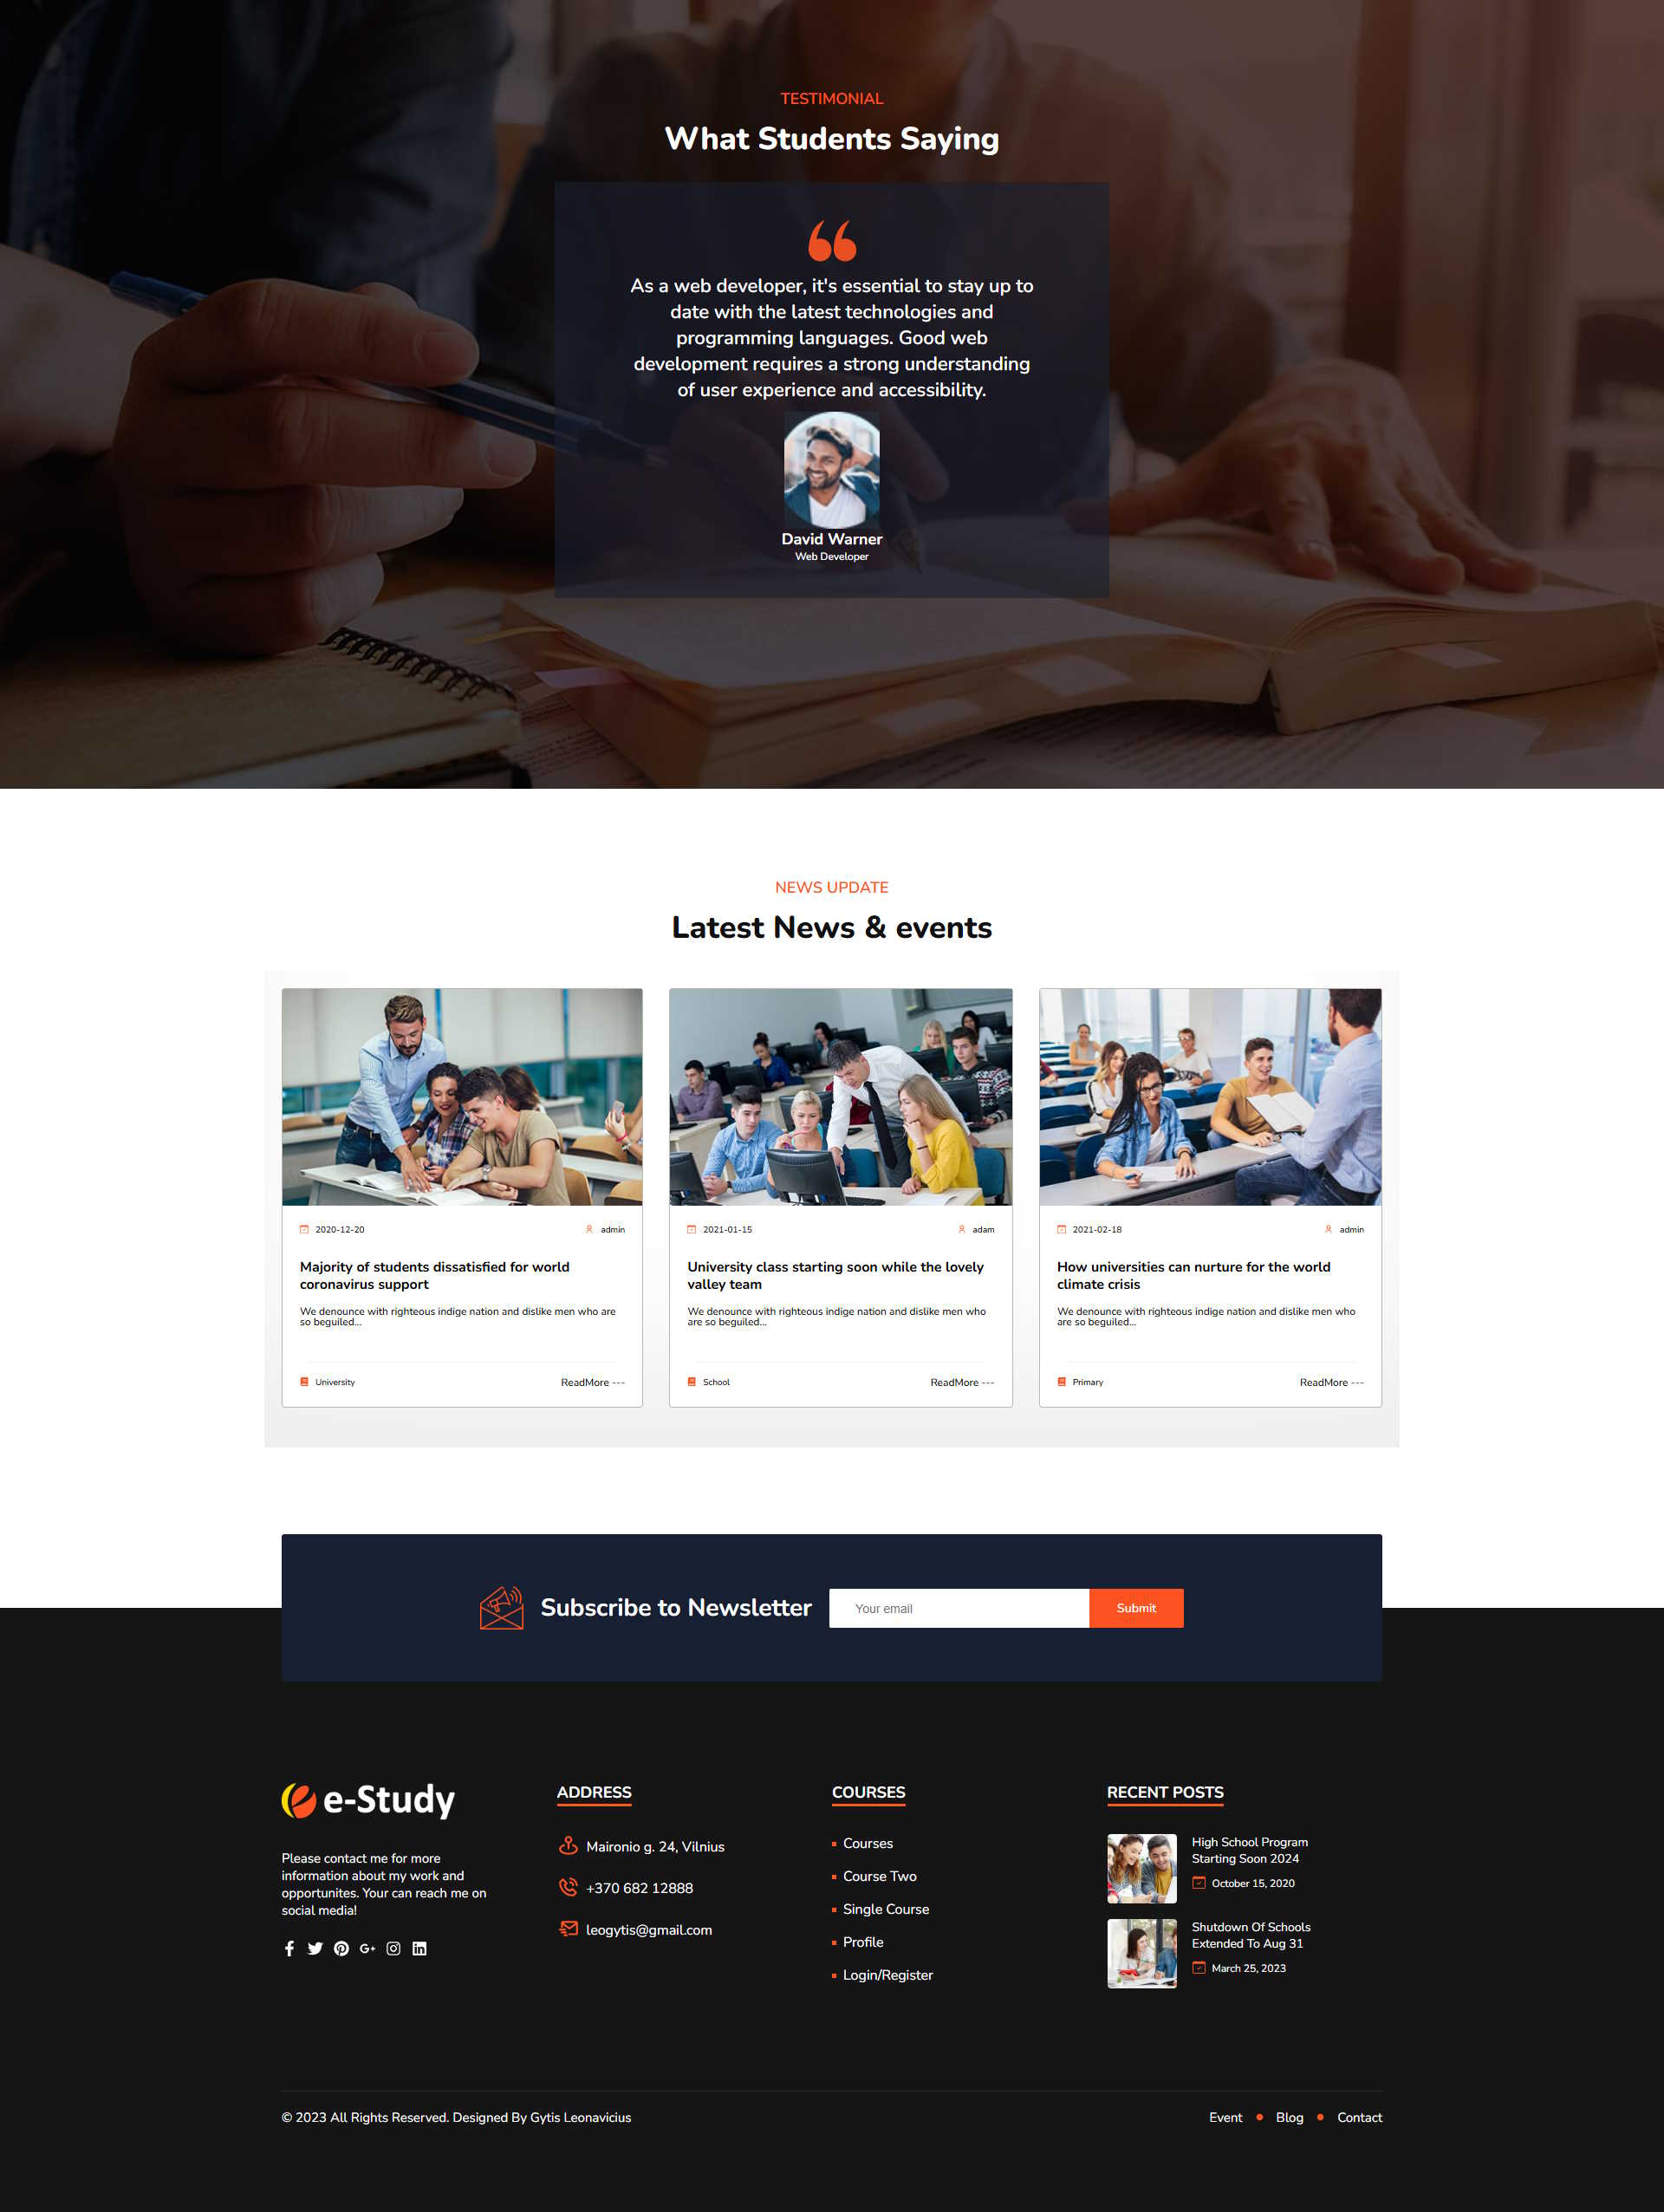 TESTIMONIAL
What Students Saying
As a web developer, it's essential to stay up to
date with the latest technologies and
programming languages. Good web
development requires a strong understanding
of user experience and accessibility.
David Warner
Web Developer
NEWS UPDATE
Latest News & events
2020-12-20
admin
Majority of students dissatisfied for world
coronavirus support
We denounce with righteous indige nation and dislike men who are
so beguiled...
University
ReadMore ---
2021-01-15
adam
University class starting soon while the lovely
valley team
We denounce with righteous indige nation and dislike men who
are so beguiled...
School
ReadMore ---
2021-02-18
admin
How universities can nurture for the world
climate crisis
We denounce with righteous indige nation and dislike men who
are so beguiled...
Primary
ReadMore ---
Subscribe to Newsletter
Your email
Submit
e-Study
Please contact me for more
information about my work and
opportunites. Your can reach me on
social media!
ADDRESS
Maironio g. 24, Vilnius
+370 682 12888
leogytis@gmail.com
COURSES
Courses
Course Two
Single Course
Profile
Login/Register
RECENT POSTS
High School Program
Starting Soon 2024
October 15, 2020
Shutdown Of Schools
Extended To Aug 31
March 25, 2023
© 2023 All Rights Reserved. Designed By Gytis Leonavicius
Event
Blog
Contact